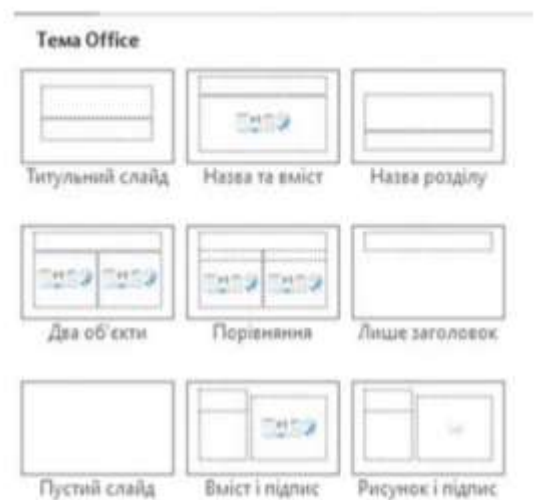 Тема Office
Титульний слайд
Назва та вміст
Назва розділу
Два об'єкти
Порівняння
Лише заголовок
Пустий слайд
Вміст і підпис
Рисунок і підпис